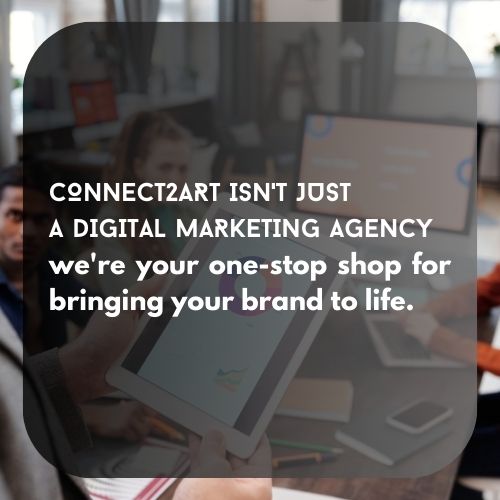 CONNECT2ART ISN'T JUST
A DIGITAL MARKETING AGENCY
we're your one-stop shop for
bringing your brand to life.